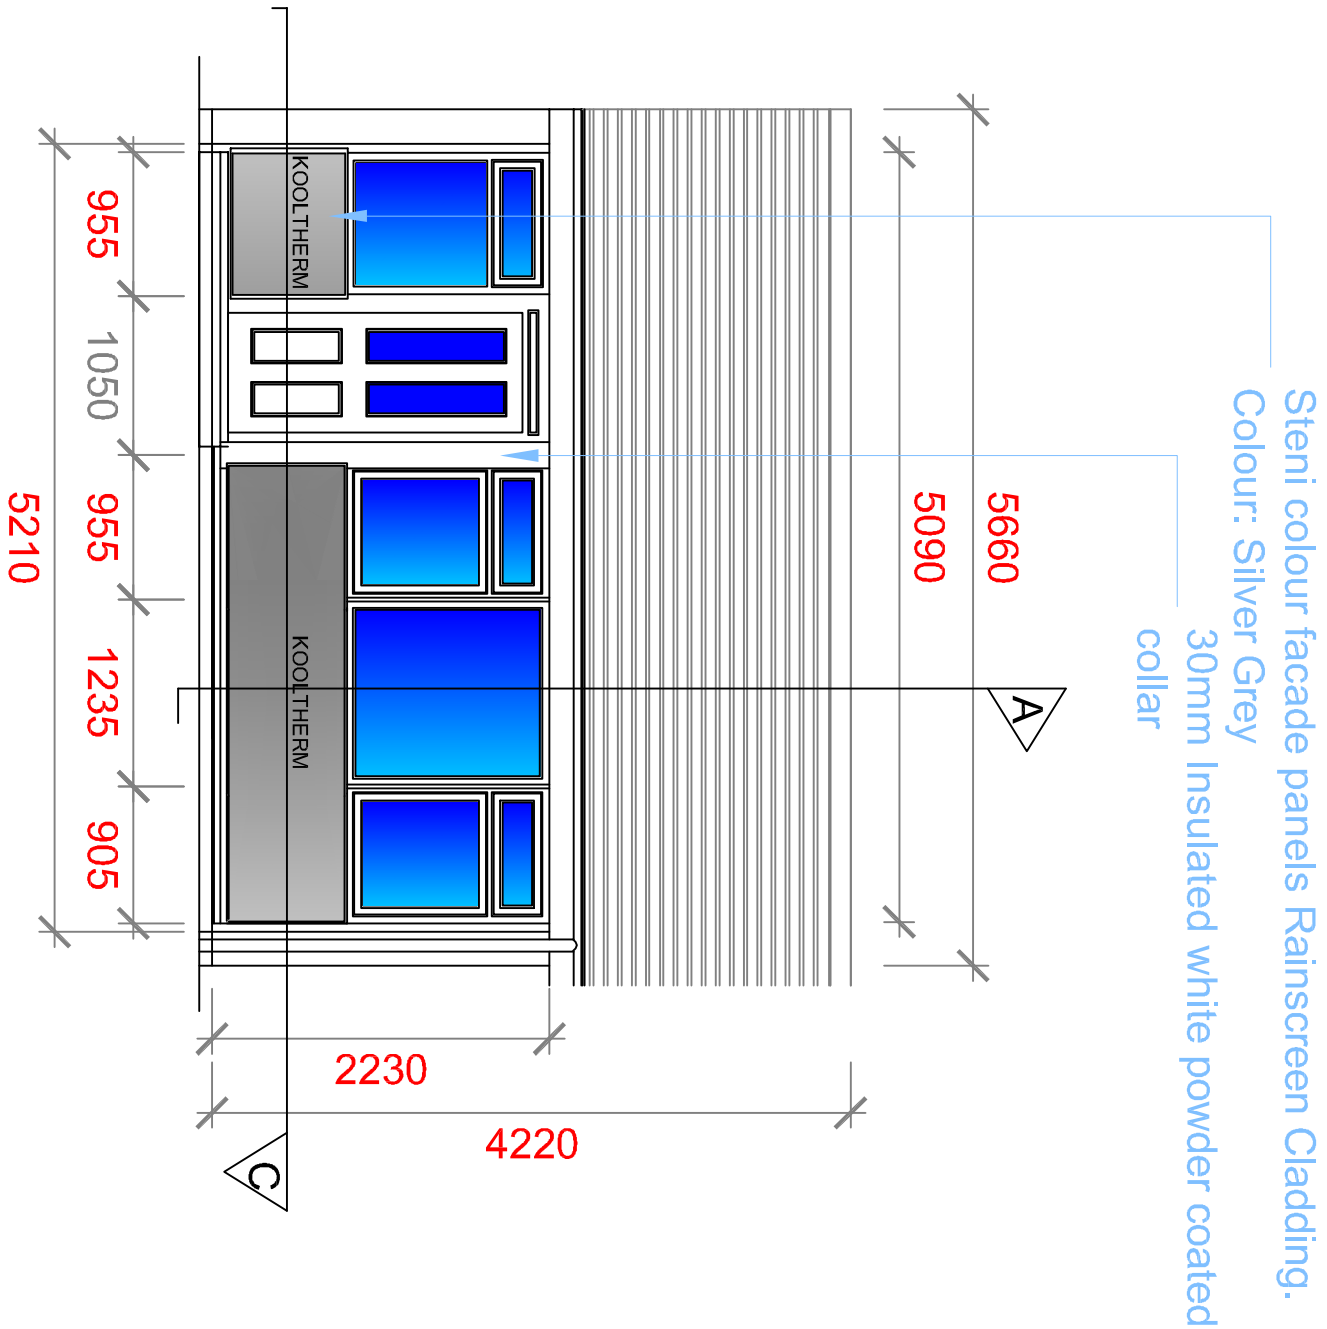 Steni colour facade panels Rainscreen Cladding.
Colour: Silver Grey
30mm Insulated white powder coated
collar
A
5660
5090
4220
2230
KOOLTHERM
KOOLTHERM
C
955
1050
955
1235
905
5210